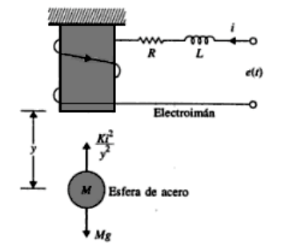 i
R
L
e(t)
Electroimán
y
Ki²
y²
M
Esfera de acero
Mg